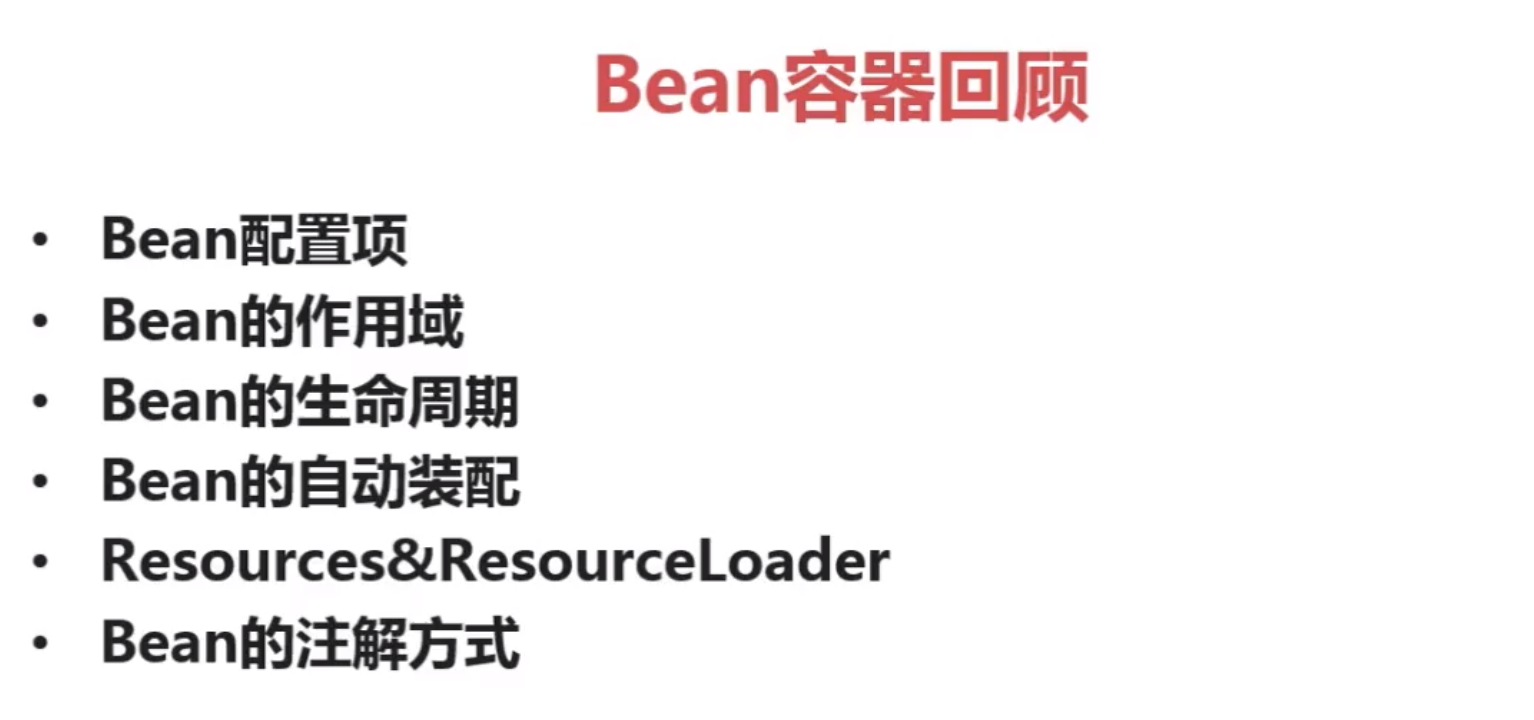 Bean容器回顾
• Bean配置项
• Bean的作用域
• Bean的生命周期
• Bean的自动装配
• Resources&ResourceLoader
• Bean的注解方式